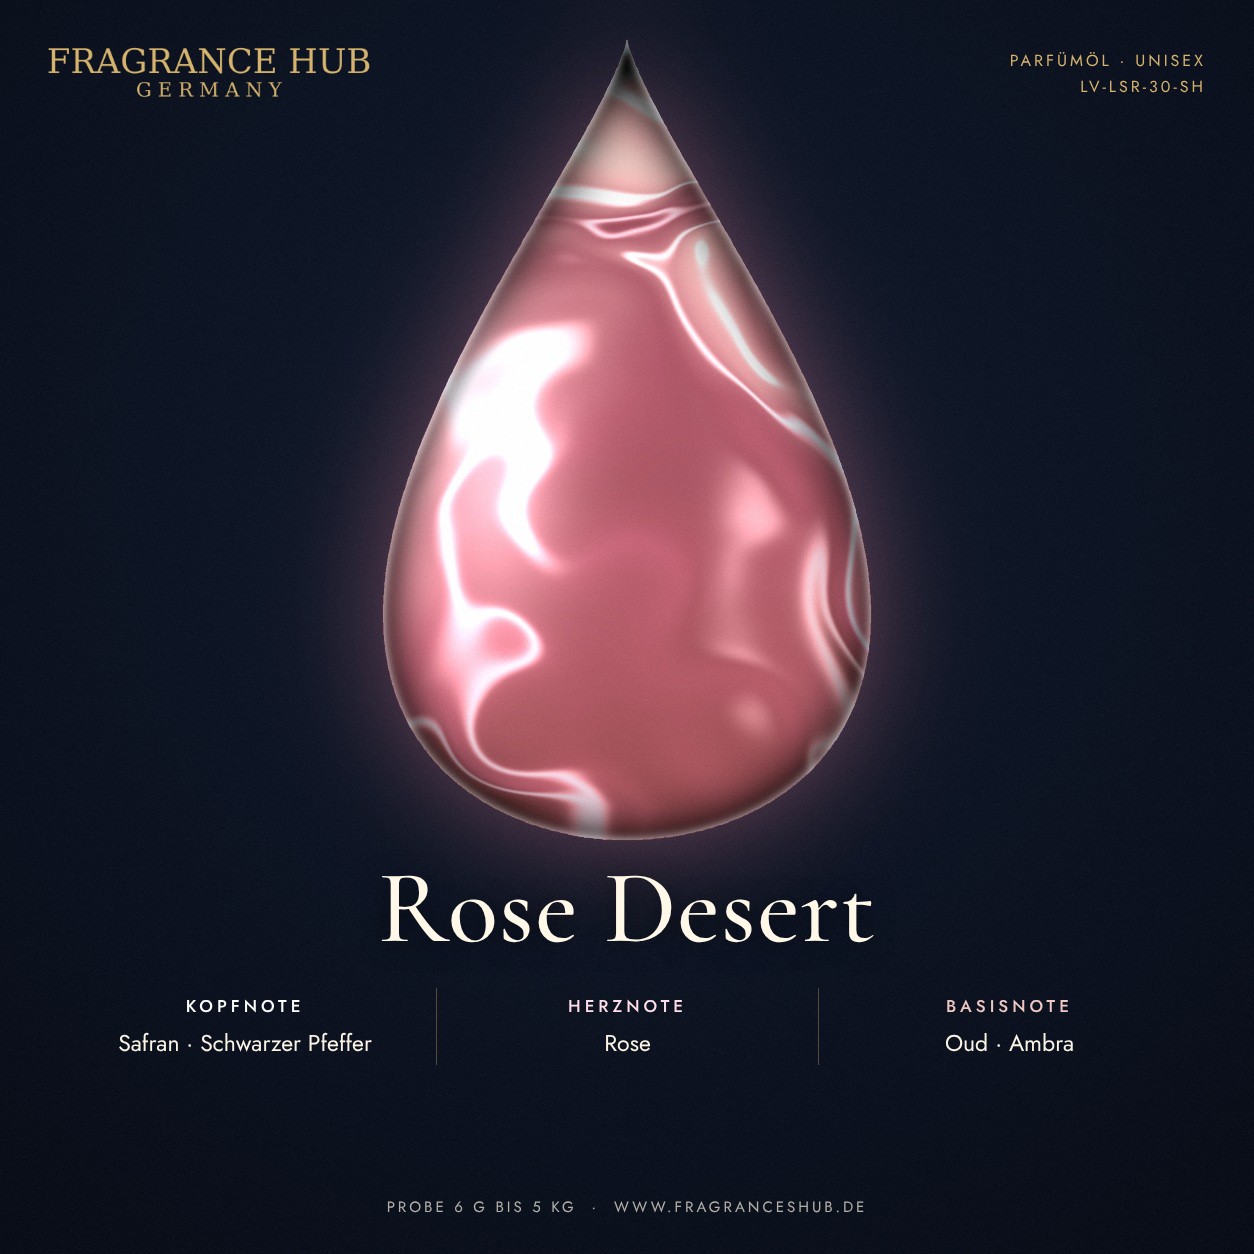 FRAGRANCE HUB
GERMANY
PARFÜMÖL · UNISEX
LV-LSR-30-SH
Rose Desert
KOPFNOTE
Safran · Schwarzer Pfeffer
HERZNOTE
Rose
BASISNOTE
Oud · Ambra
PROBE 6 G BIS 5 KG · WWW.FRAGRANCESHUB.DE